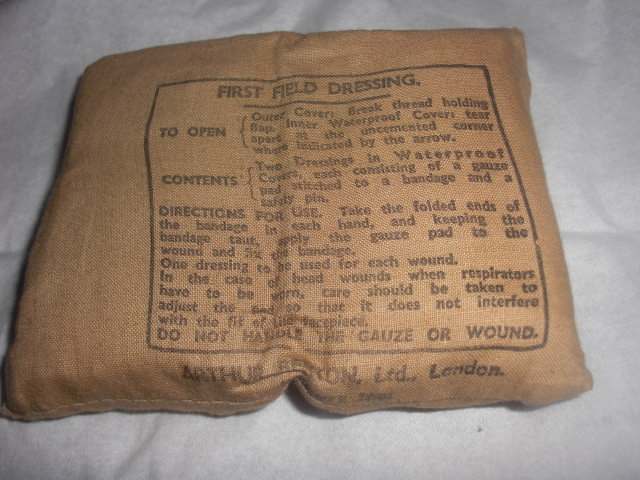 FIRST FIELD DRESSING.
TO OPEN { Outer Cover: Break thread holding
flap. Inner Waterproof Cover: tear
apart at the uncemented corner
where indicated by the arrow.
CONTENTS { Two Dressings in Waterproof
Covers, each consisting of a gauze
pad stitched to a bandage and a
safety pin.
DIRECTIONS FOR USE. Take the folded ends of
the bandage in each hand, and keeping the
bandage taut, apply the gauze pad to the
wound and fix the bandage.
One dressing to be used for each wound.
In the case of head wounds when respirators
have to be worn, care should be taken to
adjust the pad so that it does not interfere
with the fit of the facepiece.
DO NOT HANDLE THE GAUZE OR WOUND.
ARTHUR Ltd., London.